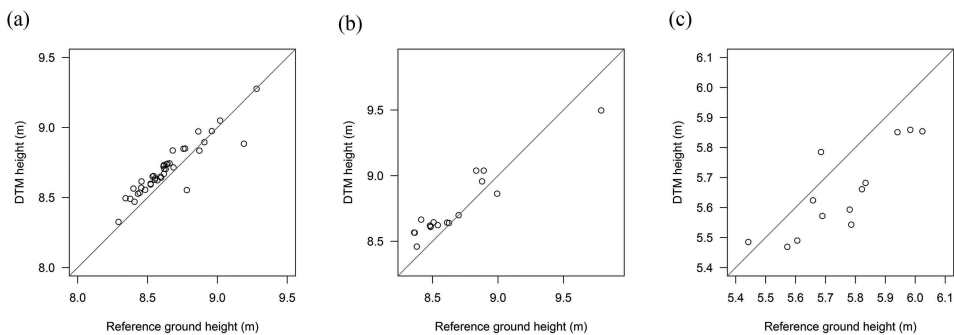 (a)
DTM height (m)
9.5
9.0
8.5
8.0
8.0 8.5 9.0 9.5
Reference ground height (m)
(b)
DTM height (m)
9.5
9.0
8.5
8.5 9.0 9.5
Reference ground height (m)
(c)
DTM height (m)
6.1
6.0
5.9
5.8
5.7
5.6
5.5
5.4
5.4 5.5 5.6 5.7 5.8 5.9 6.0 6.1
Reference ground height (m)